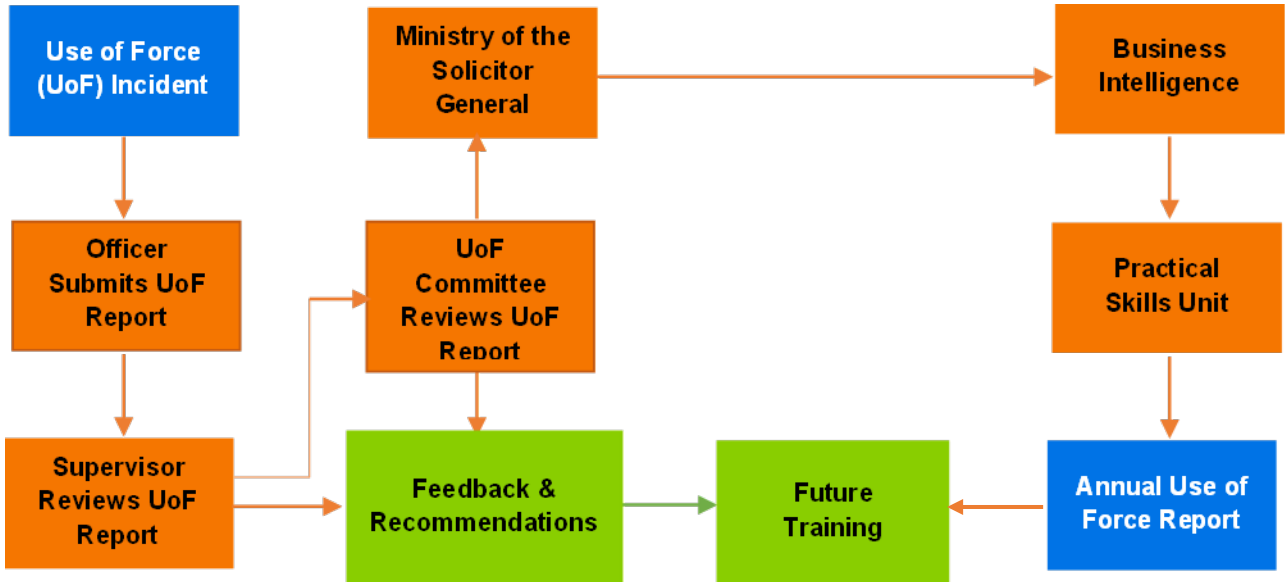 Use of Force
(UoF) Incident
Ministry of the
Solicitor
General
Business
Intelligence
Officer
Submits UoF
Report
UoF
Committee
Reviews UoF
Report
Practical
Skills Unit
Supervisor
Reviews UoF
Report
Feedback &
Recommendations
Future
Training
Annual Use of
Force Report